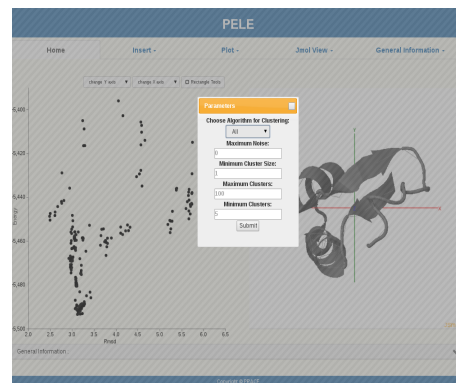 PELE
Home Insert - Plot - Jmol View - General Information -
change Y axis change X axis Rectangle Tools
Parameters
Choose Algorithm for Clustering:
All
Maximum Noise:
0
Minimum Cluster Size:
1
Maximum Clusters:
100
Minimum Clusters:
5
Submit
Energy
2.0 2.5 3.0 3.5 4.0 4.5 5.0 5.5 6.0 6.5
Rmsd
General Information